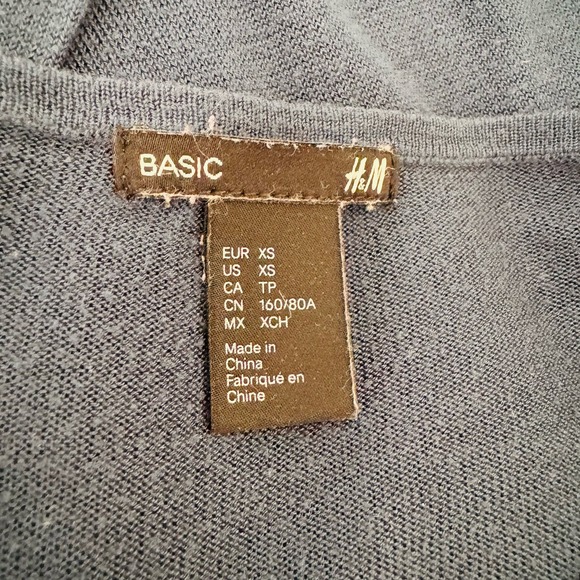 BASIC H&M
EUR XS
US XS
CA TP
CN 160/80A
MX XCH
Made in
China
Fabriqué en
Chine